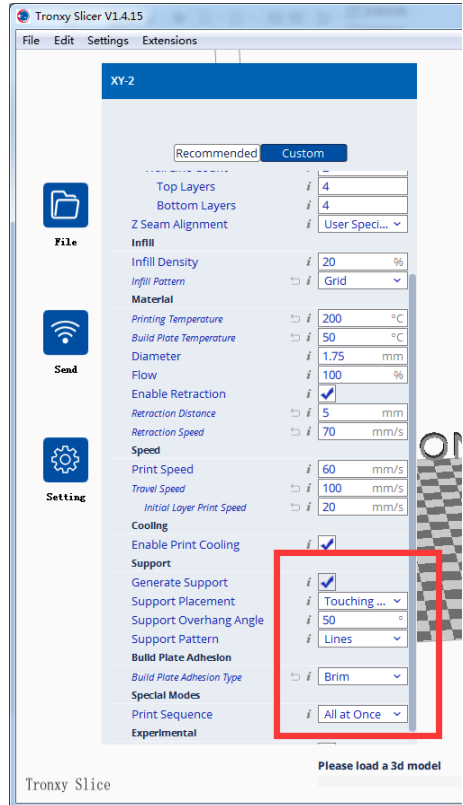 Tronxy Slicer V1.4.15
File Edit Settings Extensions
XY-2
Recommended Custom
Top Layers i 4
Bottom Layers i 4
Z Seam Alignment i User Speci...
Infill
Infill Density i 20 %
Infill Pattern i Grid
Material
Printing Temperature i 200 °C
Build Plate Temperature i 50 °C
Diameter i 1.75 mm
Flow i 100 %
Enable Retraction i
Retraction Distance i 5 mm
Retraction Speed i 70 mm/s
Speed
Print Speed i 60 mm/s
Travel Speed i 100 mm/s
Initial Layer Print Speed i 20 mm/s
Cooling
Enable Print Cooling i
Support
Generate Support i
Support Placement i Touching ...
Support Overhang Angle i 50 °
Support Pattern i Lines
Build Plate Adhesion
Build Plate Adhesion Type i Brim
Special Modes
Print Sequence i All at Once
Experimental
File
Send
Setting
ON
Please load a 3d model
Tronxy Slice